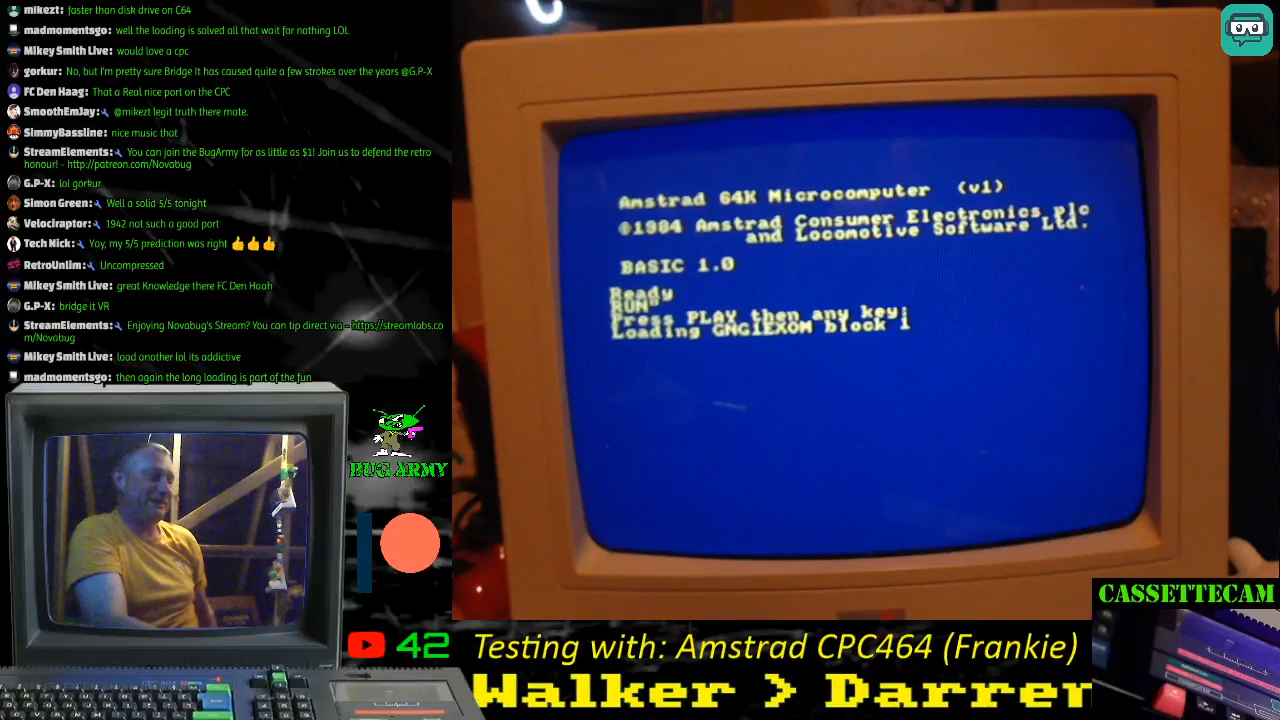 mikezt: faster than disk drive on C64
madmomentsgo: well the loading is solved all that wait for nothing LOL
Mikey Smith Live: would love a cpc
gorkur: No, but I'm pretty sure Bridge It has caused quite a few strokes over the years @G.P-X
FC Den Haag: That a Real nice port on the CPC
SmoothEmJay: @mikezt legit truth there mate.
SimmyBassline: nice music that
StreamElements: You can join the BugArmy for as little as $1! Join us to defend the retro
honour! - http://patreon.com/Novabug
G.P-X: lol gorkur
Simon Green: Well a solid 5/5 tonight
Velociraptor: 1942 not such a good port
Tech Nick: Yay, my 5/5 prediction was right 👍👍👍
RetroUnlim: Uncompressed
Mikey Smith Live: great Knowledge there FC Den Haah
G.P-X: bridge it VR
StreamElements: Enjoying Novabug's Stream? You can tip direct via - https://streamlabs.co
m/Novabug
Mikey Smith Live: load another lol its addictive
madmomentsgo: then again the long loading is part of the fun
Amstrad 64K Microcomputer (v1)
©1984 Amstrad Consumer Electronics plc
and Locomotive Software Ltd.
BASIC 1.0
Ready
RUN"
Press PLAY then any key:
Loading GNG1EXOM block 1
BUG ARMY
CASSETTECAM
42
Testing with: Amstrad CPC464 (Frankie)
Walker > Darren